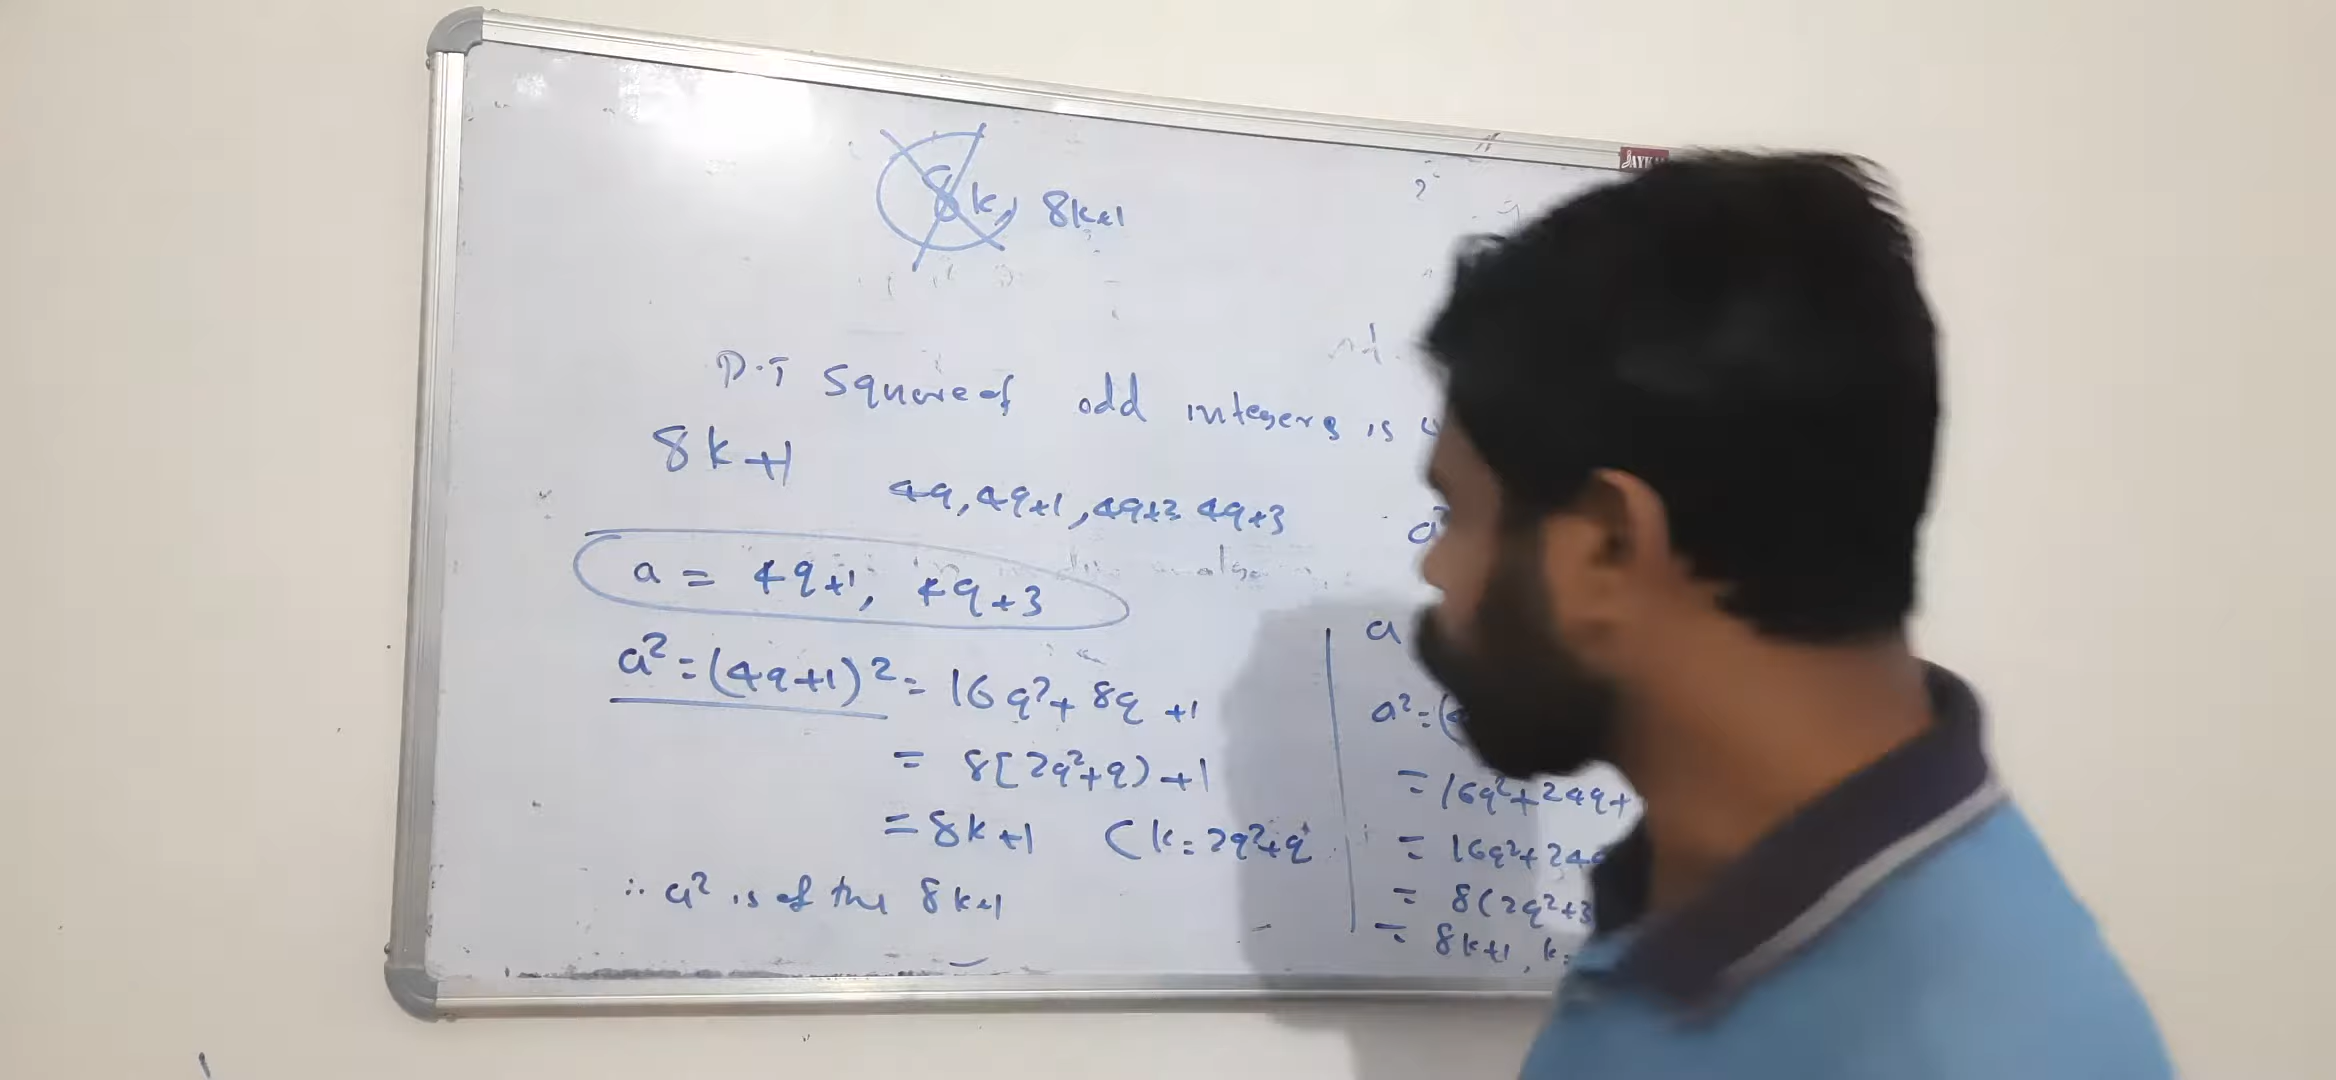 8k, 8k+1
P.T Square of odd integers is
8k+1
4q, 4q+1, 4q+2 4q+3
a = 4q+1, 4q+3
a²=(4q+1)²= 16q²+ 8q +1
= 8[2q²+q)+1
=8k+1 (k=2q²+q
∴ a² is of the 8k+1
a
a²=(
=16q²+24q+
= 16q²+24q
= 8(2q²+3
= 8k+1, k=